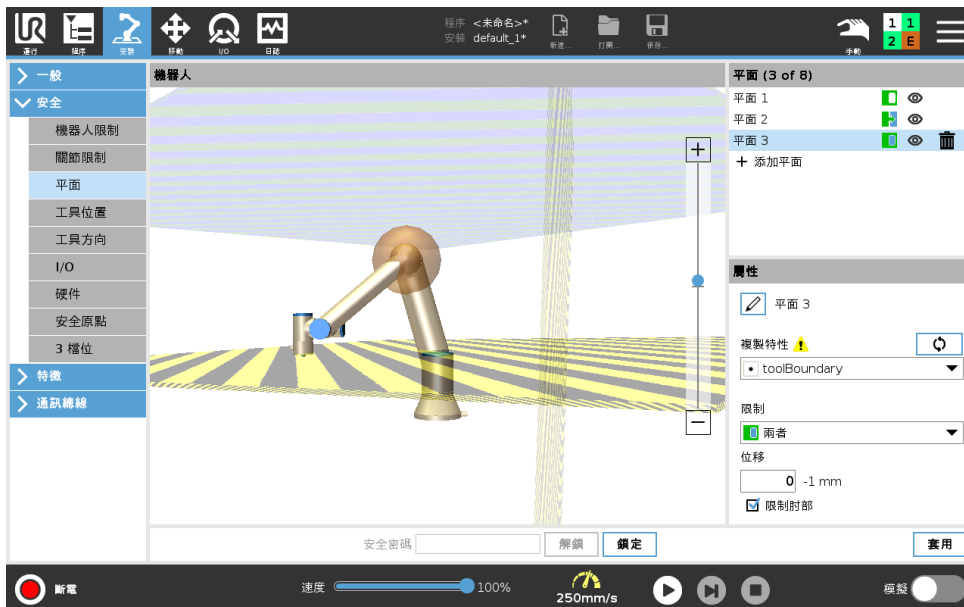 UR
運行
程序
安裝
移動
I/O
日誌
程序 <未命名>*
安裝 default_1*
新建...
打開...
保存...
手動
1 1
2 E
一般
安全
機器人限制
關節限制
平面
工具位置
工具方向
I/O
硬件
安全原點
3 檔位
特徵
通訊總線
機器人
平面 (3 of 8)
平面 1
平面 2
平面 3
添加平面
屬性
平面 3
複製特性
toolBoundary
限制
兩者
位移
0 -1 mm
限制肘部
安全密碼
解鎖
鎖定
套用
斷電
速度
100%
250mm/s
模擬